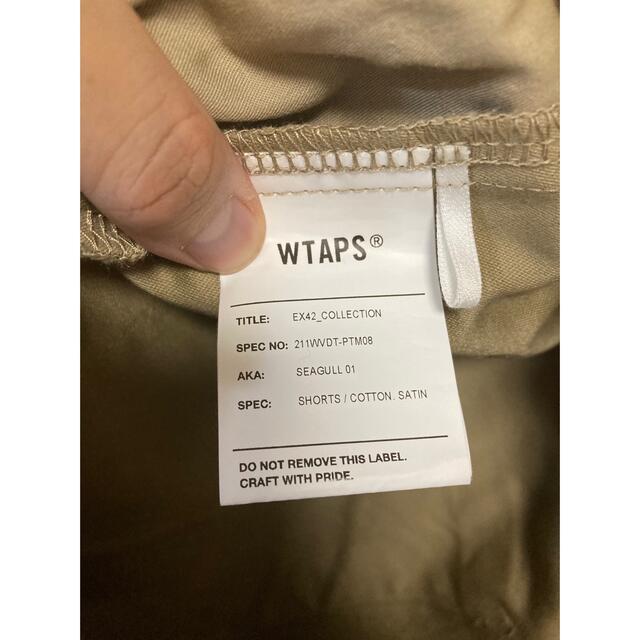 WTAPS®
TITLE: EX42_COLLECTION
SPEC NO: 211WVDT-PTM08
AKA: SEAGULL 01
SPEC: SHORTS / COTTON. SATIN
DO NOT REMOVE THIS LABEL.
CRAFT WITH PRIDE.